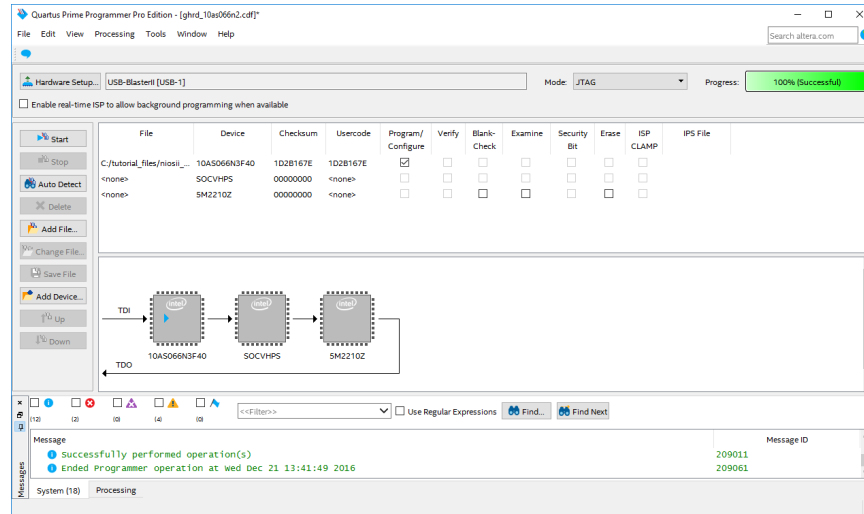 Quartus Prime Programmer Pro Edition - [ghrd_10as066n2.cdf]*
File Edit View Processing Tools Window Help
Search altera.com
Hardware Setup... USB-BlasterII [USB-1] Mode: JTAG Progress: 100% (Successful)
Enable real-time ISP to allow background programming when available
Start
Stop
Auto Detect
Delete
Add File...
Change File...
Save File
Add Device...
Up
Down
File Device Checksum Usercode Program/ Verify Blank- Examine Security Erase ISP IPS File
Configure Check Bit CLAMP
C:/tutorial_files/niosii_... 10AS066N3F40 1D2B167E 1D2B167E
<none> SOCVHPS 00000000 <none>
<none> 5M2210Z 00000000 <none>
TDI
intel intel intel
10AS066N3F40 SOCVHPS 5M2210Z
TDO
<<Filter>> Use Regular Expressions Find... Find Next
(12) (2) (0) (4) (0)
Message Message ID
Successfully performed operation(s) 209011
Ended Programmer operation at Wed Dec 21 13:41:49 2016 209061
Messages
System (18) Processing